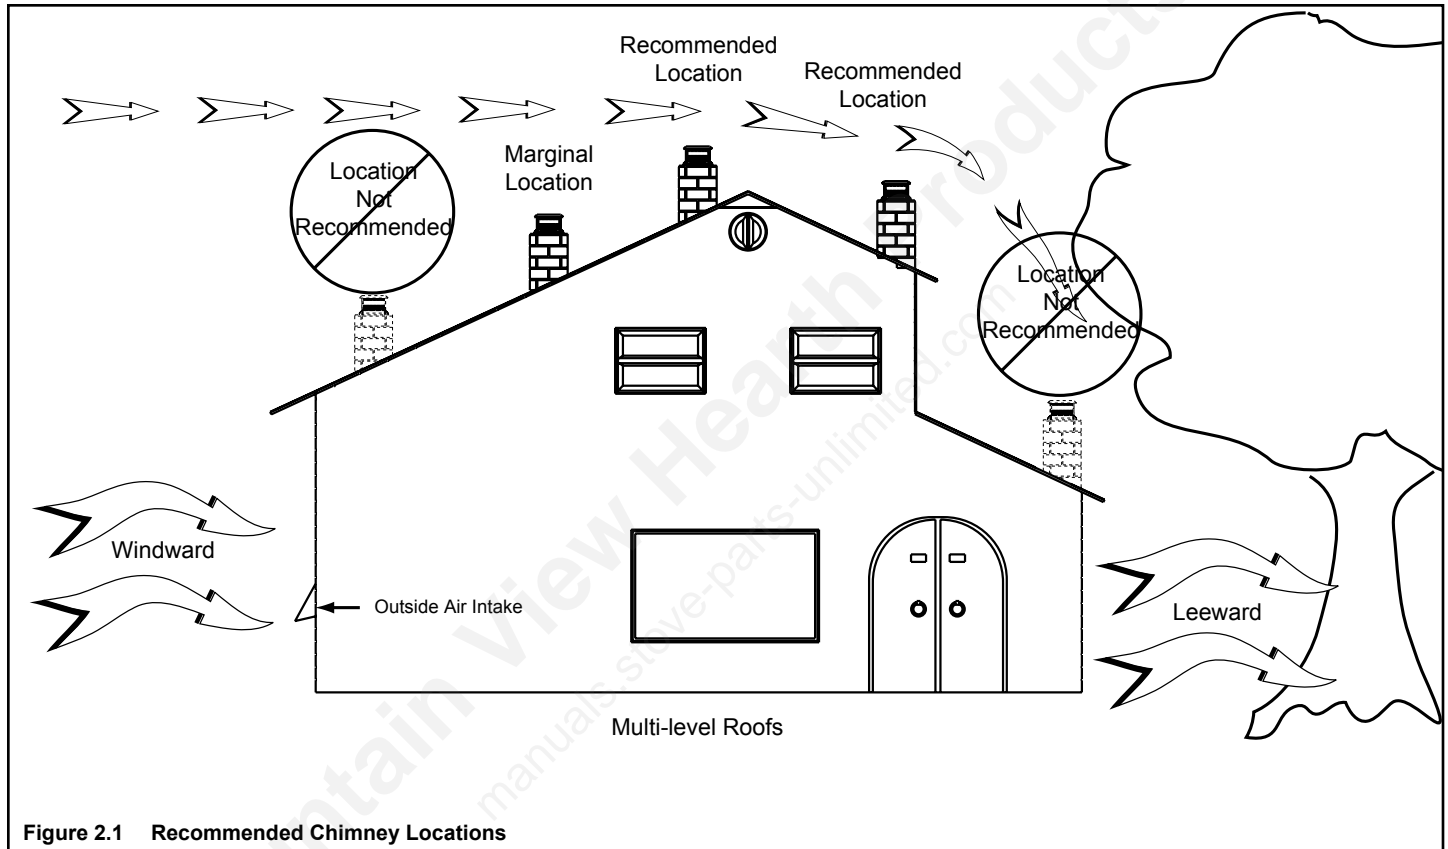 Recommended
Location
Recommended
Location
Marginal
Location
Location
Not
Recommended
Location
Not
Recommended
Windward
Outside Air Intake
Leeward
Multi-level Roofs
Figure 2.1 Recommended Chimney Locations
View Hearth Products
manuals.stove-parts-unlimited.com